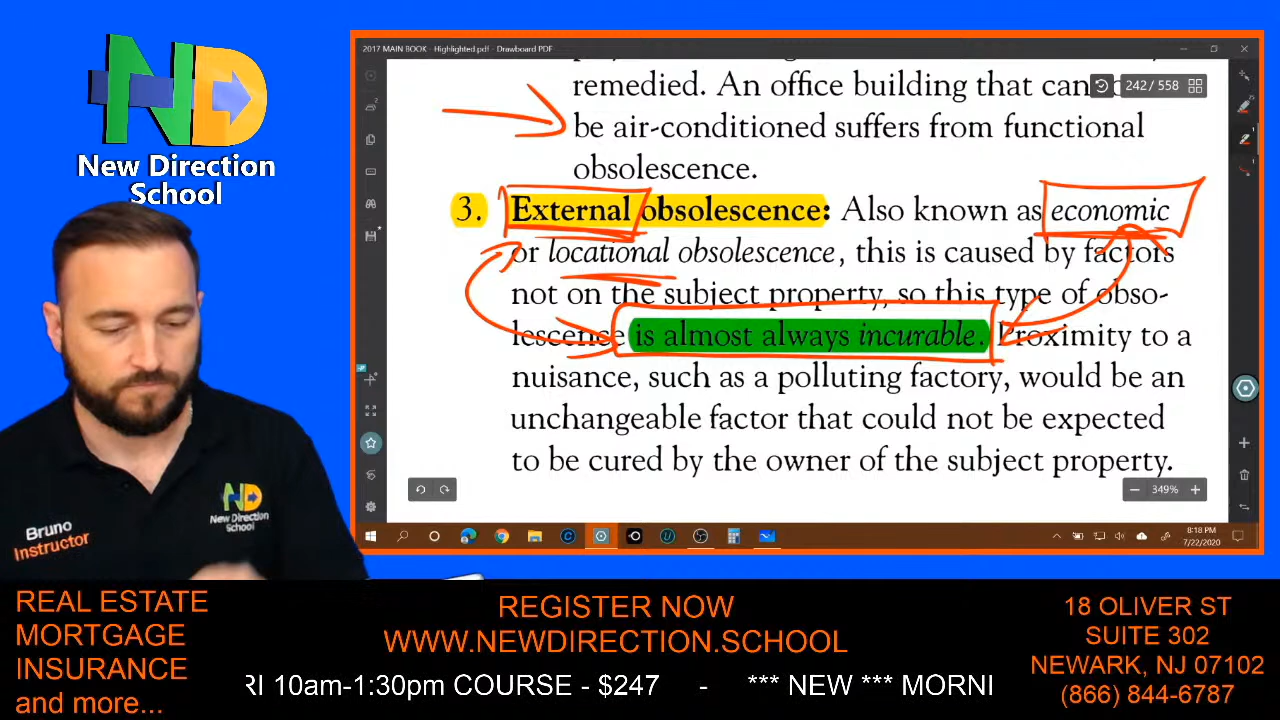 New Direction
School
2017 MAIN BOOK - Highlighted.pdf - Drawboard PDF
242 / 558
remedied. An office building that
be air-conditioned suffers from functional
obsolescence.
3. External obsolescence: Also known as economic
or locational obsolescence, this is caused by factors
not on the subject property, so this type of obso-
lescence is almost always incurable. Proximity to a
nuisance, such as a polluting factory, would be an
unchangeable factor that could not be expected
to be cured by the owner of the subject property.
349%
8:18 PM
7/22/2020
Bruno
Instructor
ND
New Direction
School
REAL ESTATE
MORTGAGE
INSURANCE
and more...
REGISTER NOW
WWW.NEWDIRECTION.SCHOOL
RI 10am-1:30pm COURSE - $247 - *** NEW *** MORNI
18 OLIVER ST
SUITE 302
NEWARK, NJ 07102
(866) 844-6787